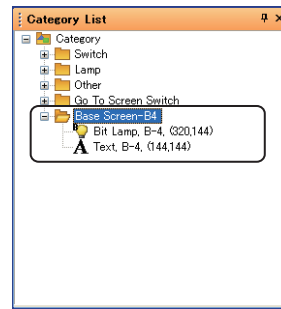 Category List
Category
Switch
Lamp
Other
Go To Screen Switch
Base Screen-B4
Bit Lamp, B-4, (320,144)
A Text, B-4, (144,144)